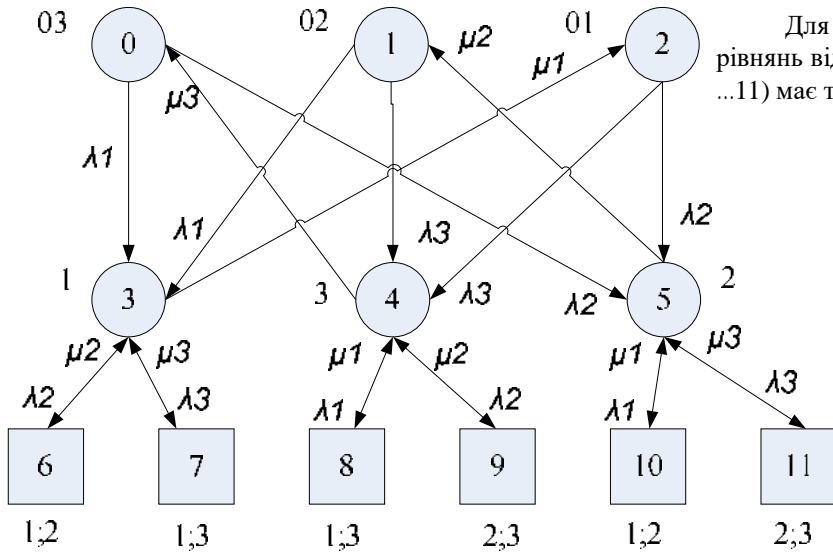 03 0 02 1 01 2
Для
рівнянь від
...11) має т
μ3 μ2 μ1
λ1 λ1 λ3 λ2
1 3 3 4 λ3 λ2 5 2
μ2 μ3 μ1 μ2 μ1 μ3
λ2 λ3 λ1 λ2 λ1 λ3
6 7 8 9 10 11
1;2 1;3 1;3 2;3 1;2 2;3